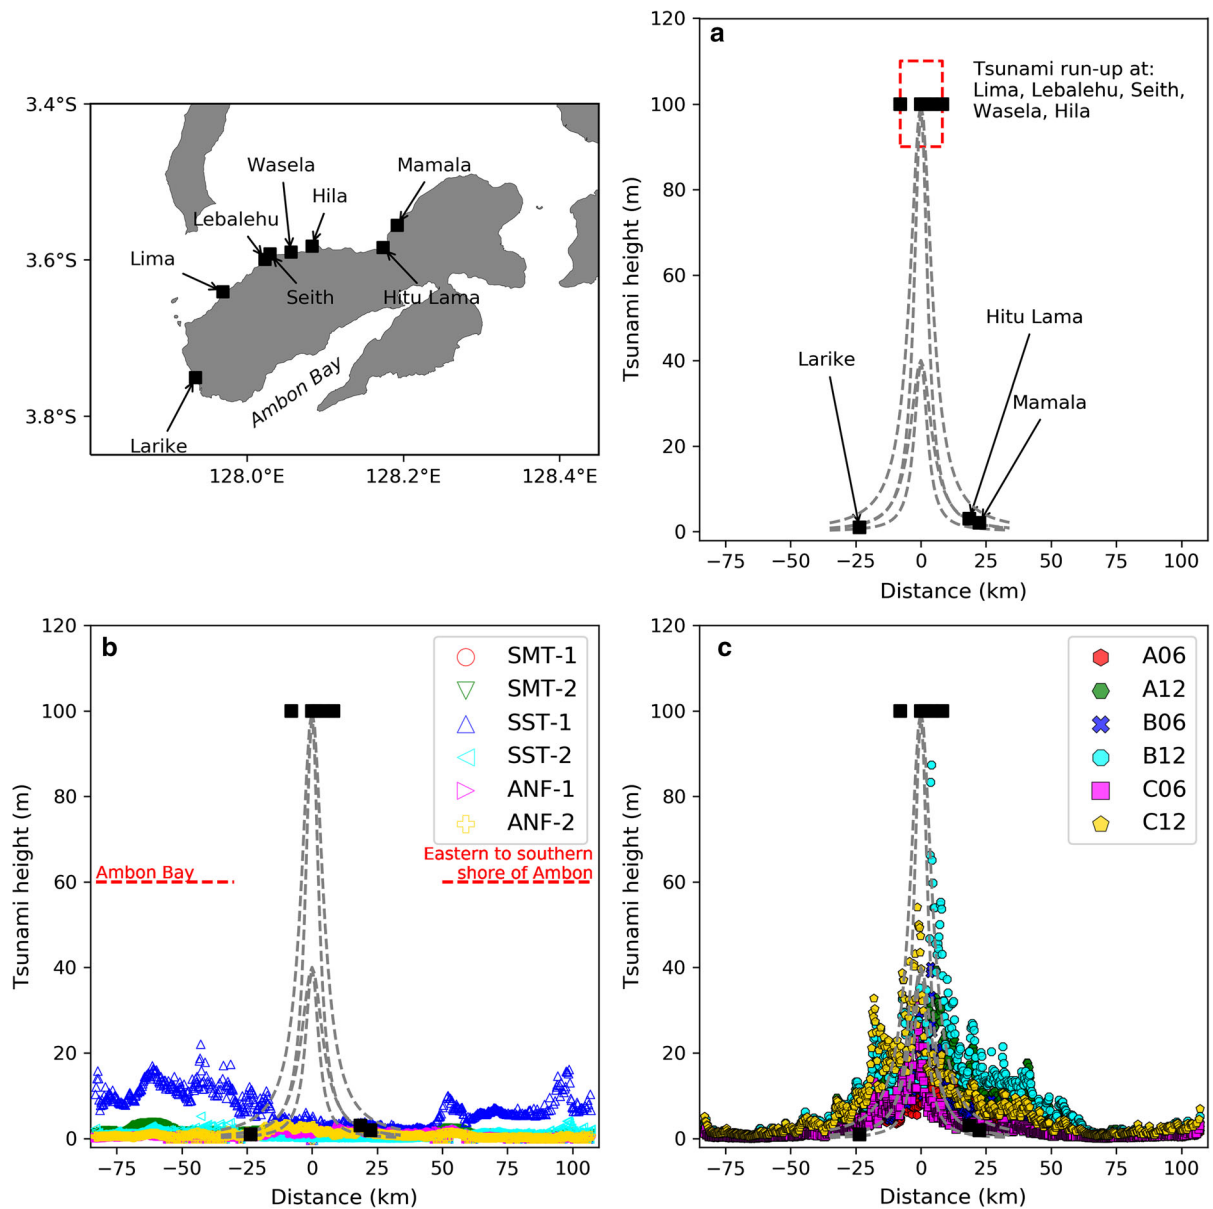 3.4°S
3.6°S
3.8°S
128.0°E
128.2°E
128.4°E
Wasela
Mamala
Hila
Lebalehu
Lima
Seith
Hitu Lama
Ambon Bay
Larike
a
Tsunami run-up at:
Lima, Lebalehu, Seith,
Wasela, Hila
Hitu Lama
Larike
Mamala
120
100
80
60
40
20
0
Tsunami height (m)
−75
−50
−25
0
25
50
75
100
Distance (km)
b
SMT-1
SMT-2
SST-1
SST-2
ANF-1
ANF-2
Ambon Bay
Eastern to southern
shore of Ambon
120
100
80
60
40
20
0
Tsunami height (m)
−75
−50
−25
0
25
50
75
100
Distance (km)
c
A06
A12
B06
B12
C06
C12
120
100
80
60
40
20
0
Tsunami height (m)
−75
−50
−25
0
25
50
75
100
Distance (km)